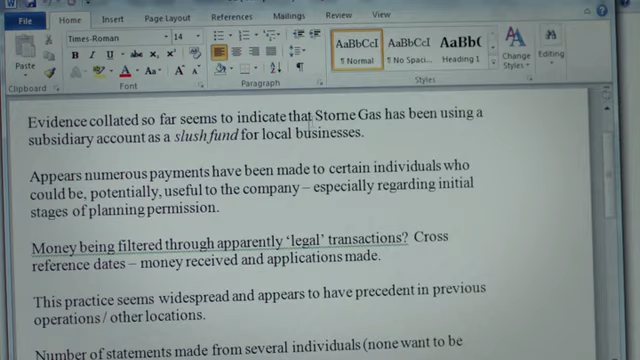 File Home Insert Page Layout References Mailings Review View
Times-Roman 14
Paste
Clipboard
Font
Paragraph
AaBbCcI AaBbCcI AaBb(
¶ Normal ¶ No Spaci... Heading 1
Change Styles
Styles
Editing
Evidence collated so far seems to indicate that Storne Gas has been using a
subsidiary account as a slush fund for local businesses.
Appears numerous payments have been made to certain individuals who
could be, potentially, useful to the company – especially regarding initial
stages of planning permission.
Money being filtered through apparently ‘legal’ transactions? Cross
reference dates – money received and applications made.
This practice seems widespread and appears to have precedent in previous
operations / other locations.
Number of statements made from several individuals (none want to be